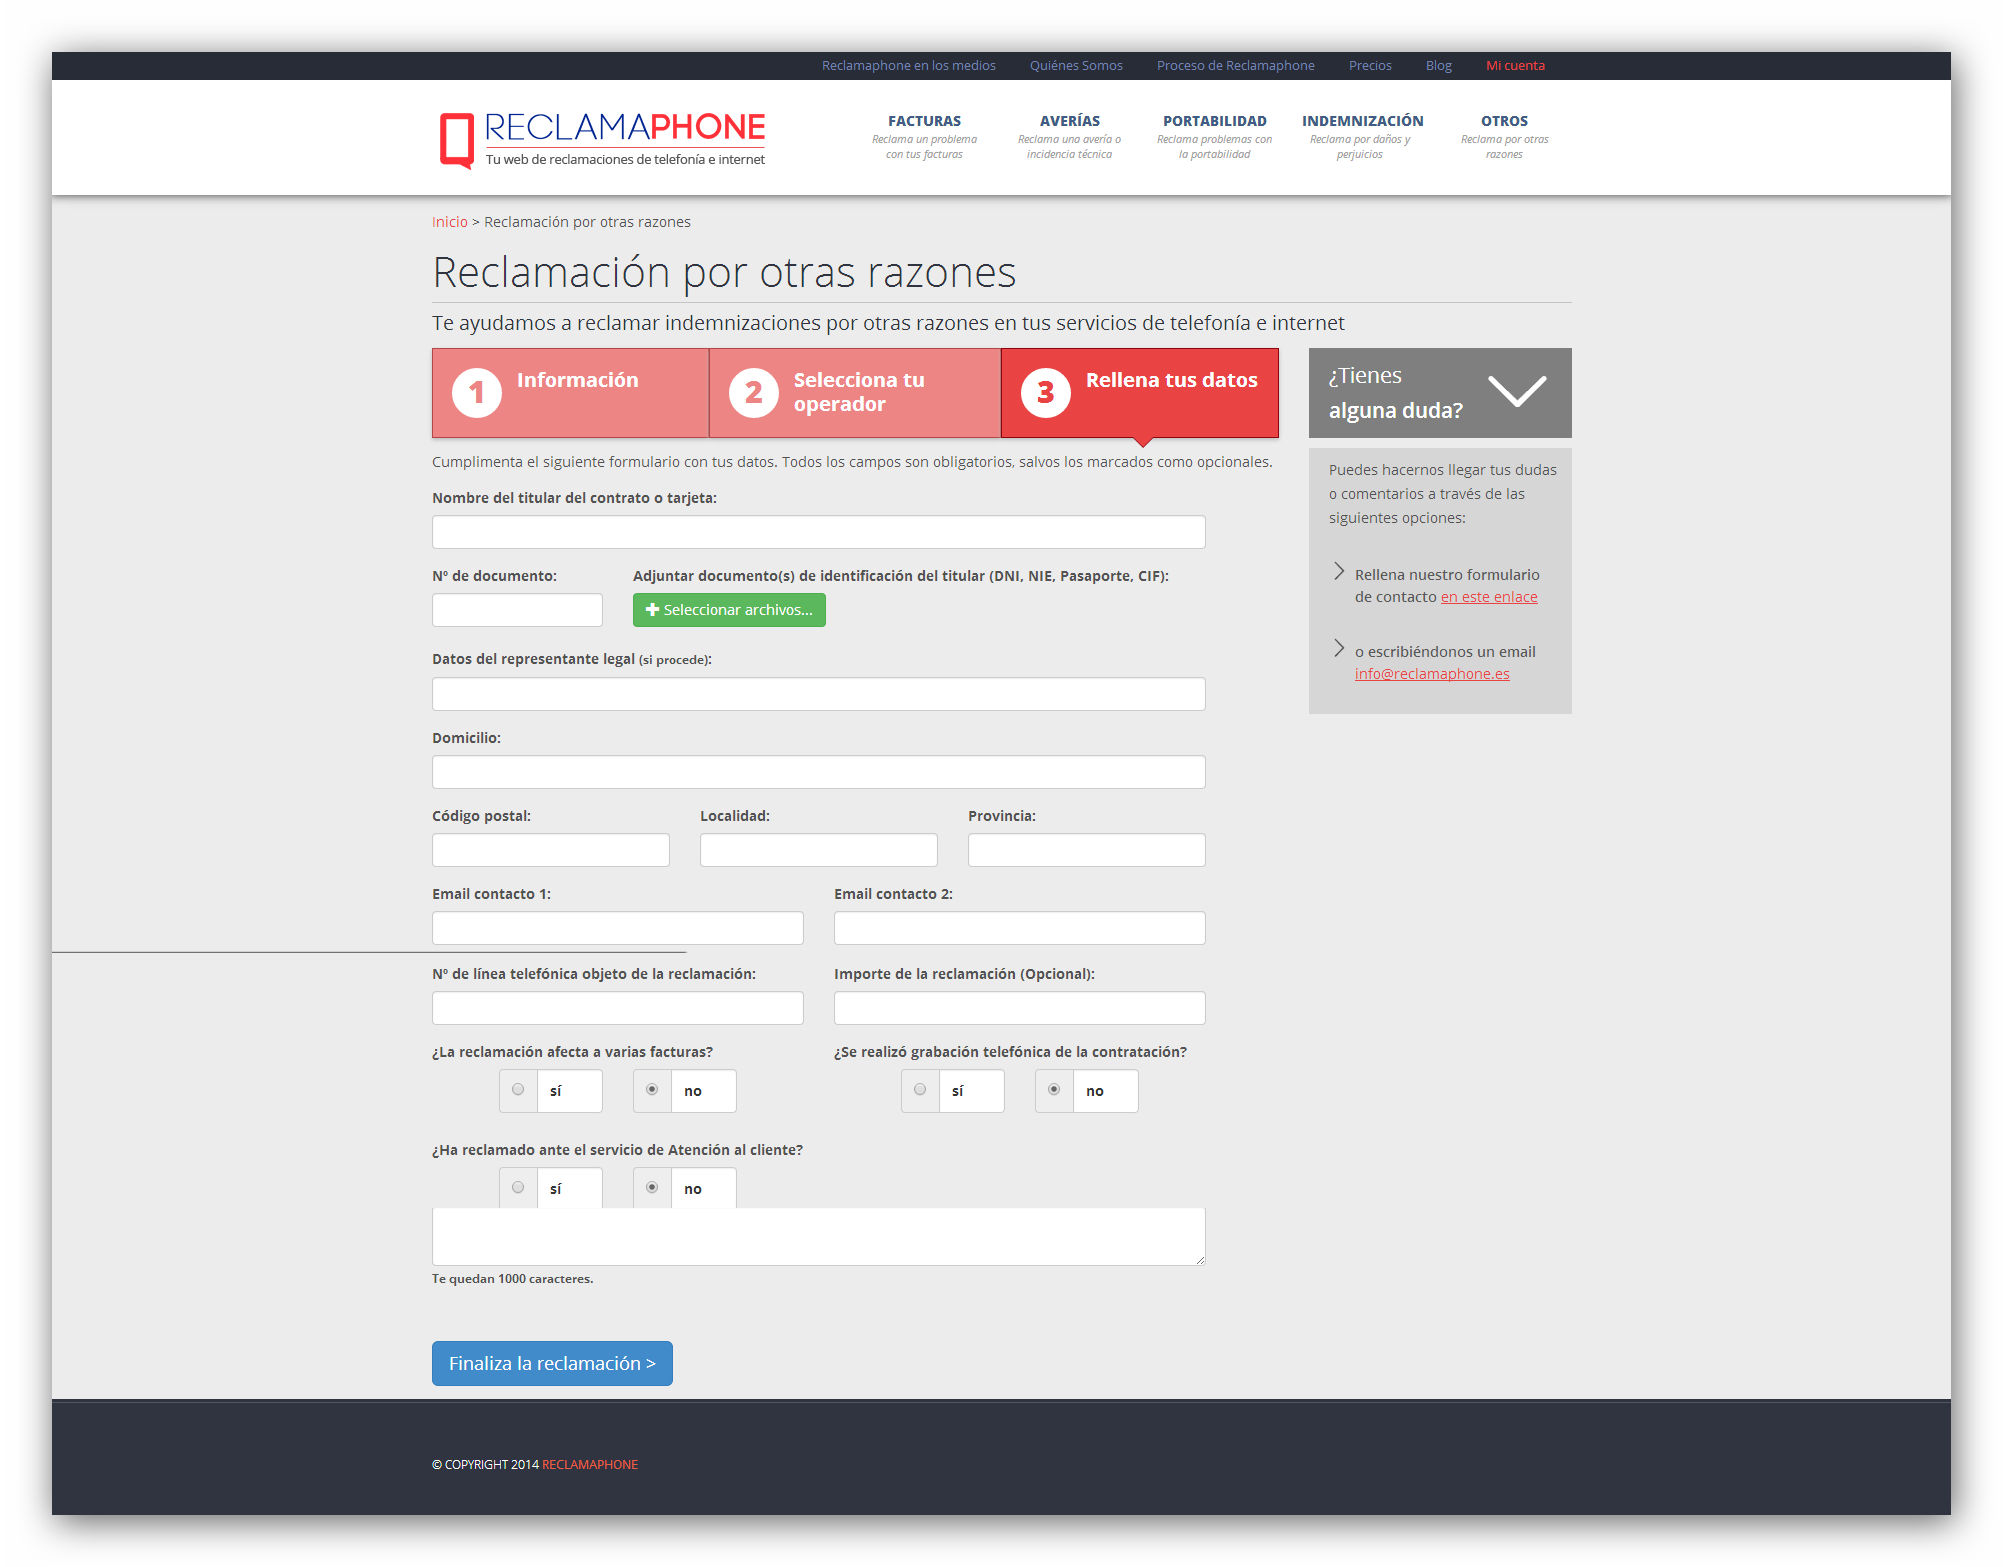 Reclamaphone en los medios Quiénes Somos Proceso de Reclamaphone Precios Blog Mi cuenta
RECLAMAPHONE
Tu web de reclamaciones de telefonía e internet
FACTURAS
Reclama un problema
con tus facturas
AVERÍAS
Reclama una avería o
incidencia técnica
PORTABILIDAD
Reclama problemas con
la portabilidad
INDEMNIZACIÓN
Reclama por daños y
perjuicios
OTROS
Reclama por otras
razones
Inicio > Reclamación por otras razones
Reclamación por otras razones
Te ayudamos a reclamar indemnizaciones por otras razones en tus servicios de telefonía e internet
1 Información
2 Selecciona tu
operador
3 Rellena tus datos
Cumplimenta el siguiente formulario con tus datos. Todos los campos son obligatorios, salvos los marcados como opcionales.
Nombre del titular del contrato o tarjeta:
Nº de documento: Adjuntar documento(s) de identificación del titular (DNI, NIE, Pasaporte, CIF):
Seleccionar archivos...
Datos del representante legal (si procede):
Domicilio:
Código postal: Localidad: Provincia:
Email contacto 1: Email contacto 2:
Nº de línea telefónica objeto de la reclamación: Importe de la reclamación (Opcional):
¿La reclamación afecta a varias facturas? ¿Se realizó grabación telefónica de la contratación?
sí no sí no
¿Ha reclamado ante el servicio de Atención al cliente?
sí no
Te quedan 1000 caracteres.
Finaliza la reclamación >
¿Tienes
alguna duda?
Puedes hacernos llegar tus dudas
o comentarios a través de las
siguientes opciones:
Rellena nuestro formulario
de contacto en este enlace
o escribiéndonos un email
info@reclamaphone.es
© COPYRIGHT 2014 RECLAMAPHONE